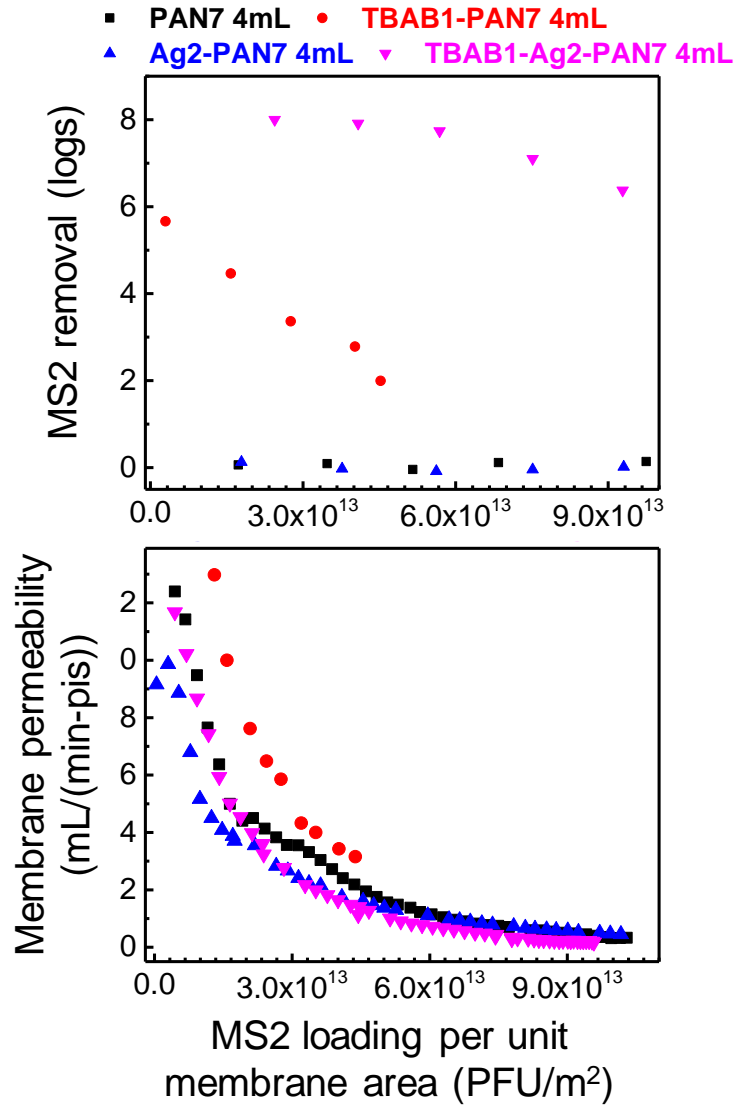 PAN7 4mL TBAB1-PAN7 4mL
Ag2-PAN7 4mL TBAB1-Ag2-PAN7 4mL
MS2 removal (logs)
8
6
4
2
0
0.0 3.0x10¹³ 6.0x10¹³ 9.0x10¹³
Membrane permeability
(mL/(min-pis))
2
0
8
6
4
2
0
0.0 3.0x10¹³ 6.0x10¹³ 9.0x10¹³
MS2 loading per unit
membrane area (PFU/m²)